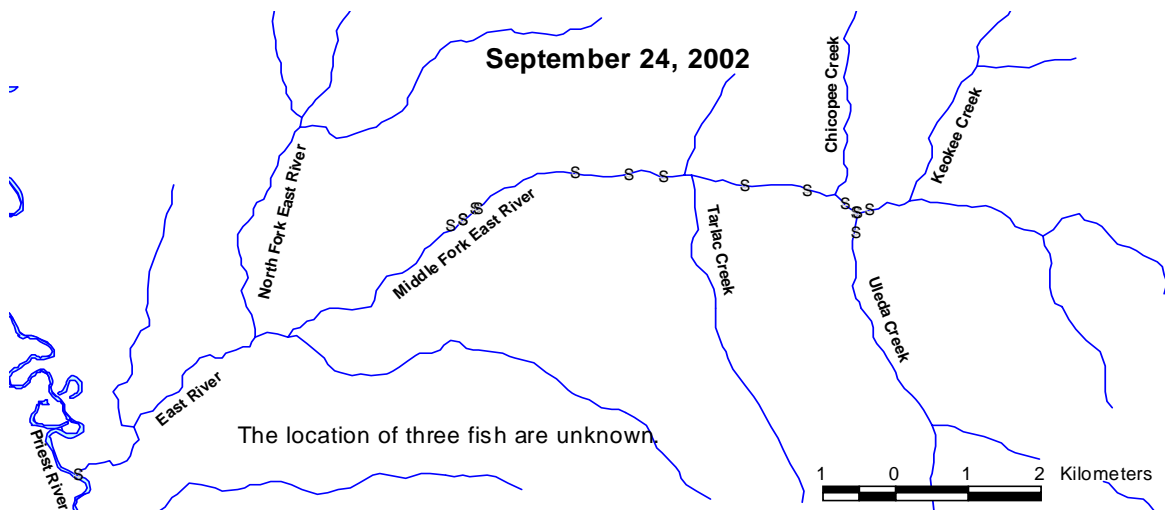 September 24, 2002
Chicopee Creek
Keokee Creek
North Fork East River
S
S
S
S
S
S
S
S
S
S
S
S
S
Middle Fork East River
Tarlac Creek
Uleda Creek
East River
The location of three fish are unknown.
Priest River
S
1 0 1 2 Kilometers